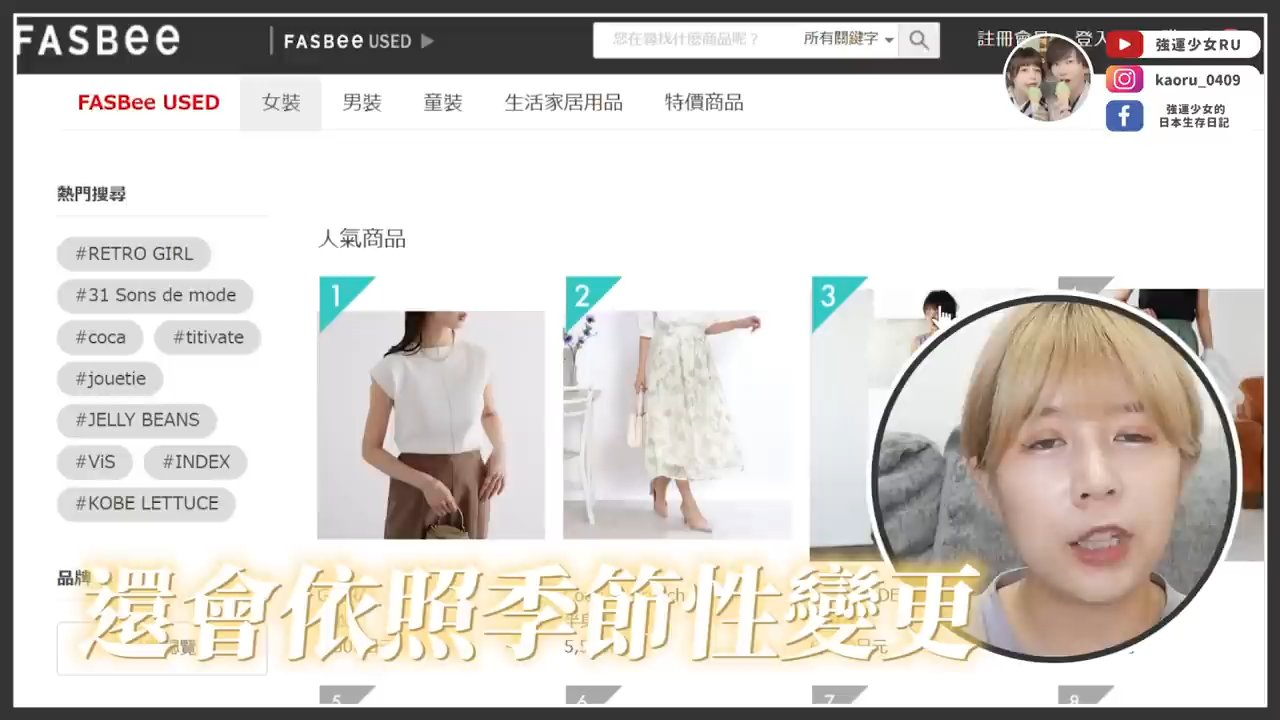 FASBee
FASBee USED
您在尋找什麼商品呢？
所有關鍵字
註冊會員
登入
強運少女RU
kaoru_0409
強運少女的
日本生存日記
FASBee USED
女裝
男裝
童裝
生活家居用品
特價商品
熱門搜尋
#RETRO GIRL
#31 Sons de mode
#coca
#titivate
#jouetie
#JELLY BEANS
#ViS
#INDEX
#KOBE LETTUCE
人氣商品
1
2
3
品牌
還會依照季節性變更
5
6
7
8